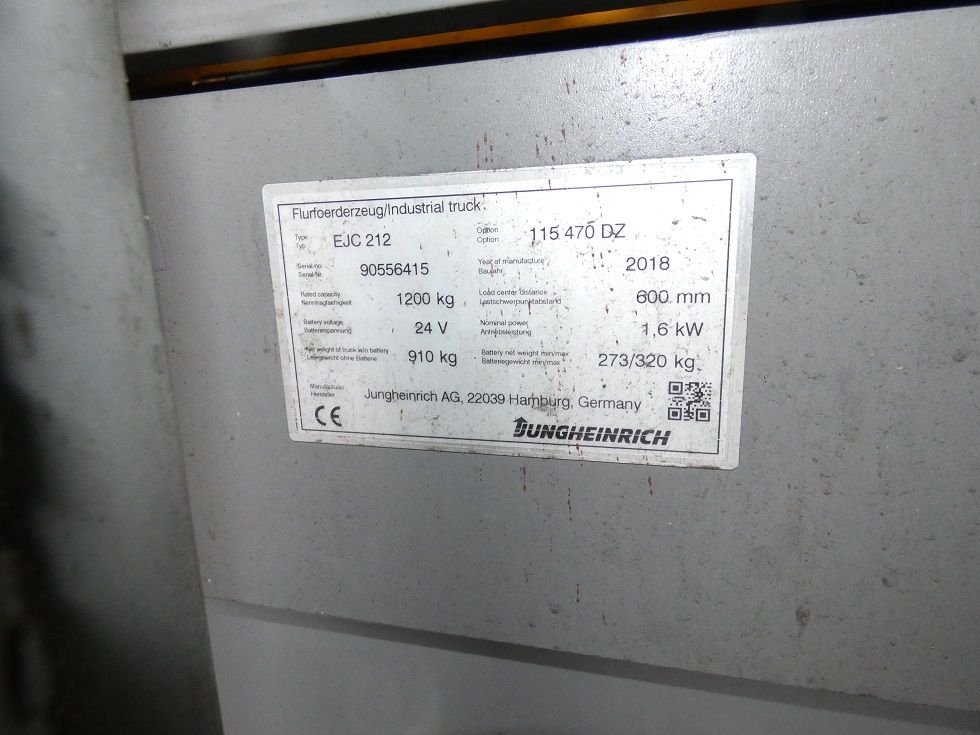 Flurfoerderzeug/Industrial truck
Type EJC 212 Option 115 470 DZ
Typ Option
Serial-no. 90556415 Year of manufacture 2018
Serial-Nr. Baujahr
Rated capacity 1200 kg Load center distance 600 mm
Nenntragfaehigkeit Lastschwerpunktabstand
Battery voltage 24 V Nominal power 1,6 kW
Batteriespannung Antriebsleistung
Net weight of truck w/o battery 910 kg Battery net weight min/max 273/320 kg
Leergewicht ohne Batterie Batteriegewicht min/max
Manufacturer Jungheinrich AG, 22039 Hamburg, Germany
Hersteller
CE JUNGHEINRICH